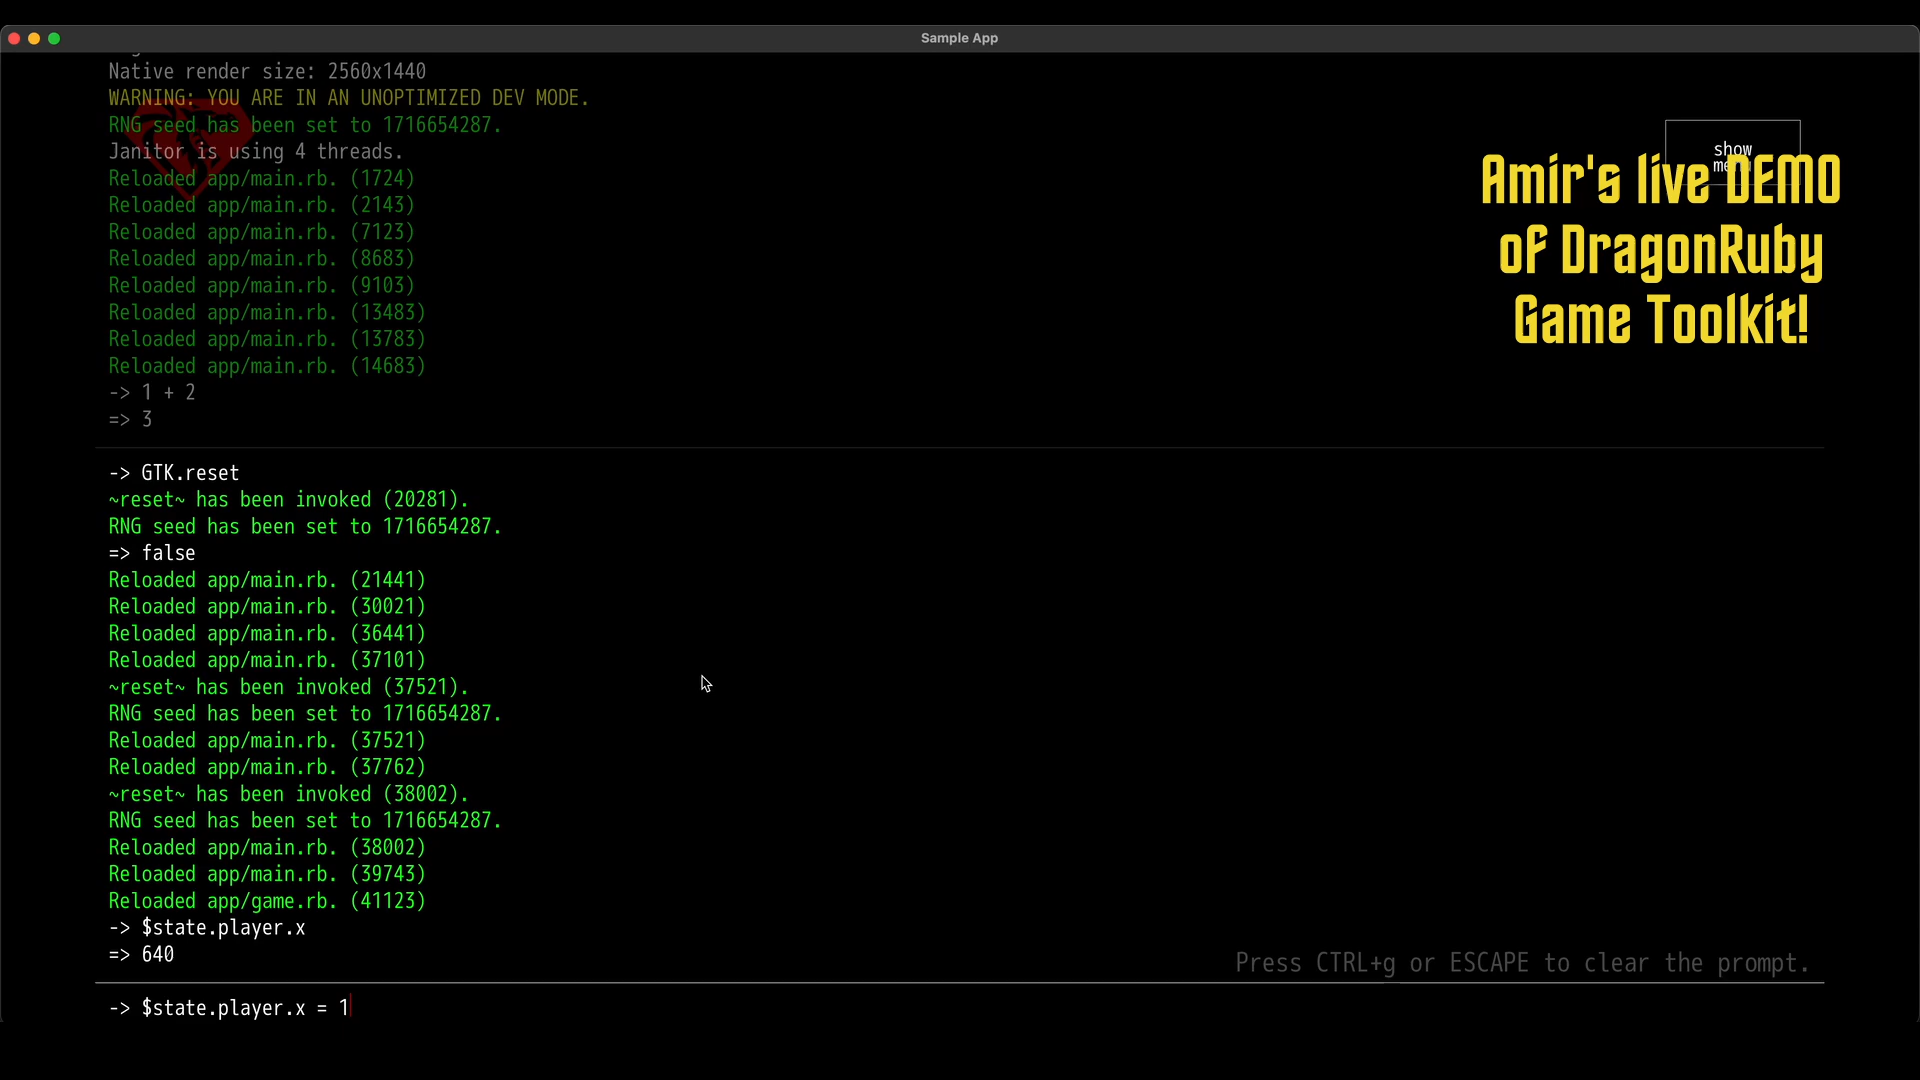 Sample App
Native render size: 2560x1440
WARNING: YOU ARE IN AN UNOPTIMIZED DEV MODE.
RNG seed has been set to 1716654287.
Janitor is using 4 threads.
Reloaded app/main.rb. (1724)
Reloaded app/main.rb. (2143)
Reloaded app/main.rb. (7123)
Reloaded app/main.rb. (8683)
Reloaded app/main.rb. (9103)
Reloaded app/main.rb. (13483)
Reloaded app/main.rb. (13783)
Reloaded app/main.rb. (14683)
-> 1 + 2
=> 3
-> GTK.reset
~reset~ has been invoked (20281).
RNG seed has been set to 1716654287.
=> false
Reloaded app/main.rb. (21441)
Reloaded app/main.rb. (30021)
Reloaded app/main.rb. (36441)
Reloaded app/main.rb. (37101)
~reset~ has been invoked (37521).
RNG seed has been set to 1716654287.
Reloaded app/main.rb. (37521)
Reloaded app/main.rb. (37762)
~reset~ has been invoked (38002).
RNG seed has been set to 1716654287.
Reloaded app/main.rb. (38002)
Reloaded app/main.rb. (39743)
Reloaded app/game.rb. (41123)
-> $state.player.x
=> 640
Press CTRL+g or ESCAPE to clear the prompt.
-> $state.player.x = 1
show
Amir's live DEMO
of DragonRuby
Game Toolkit!